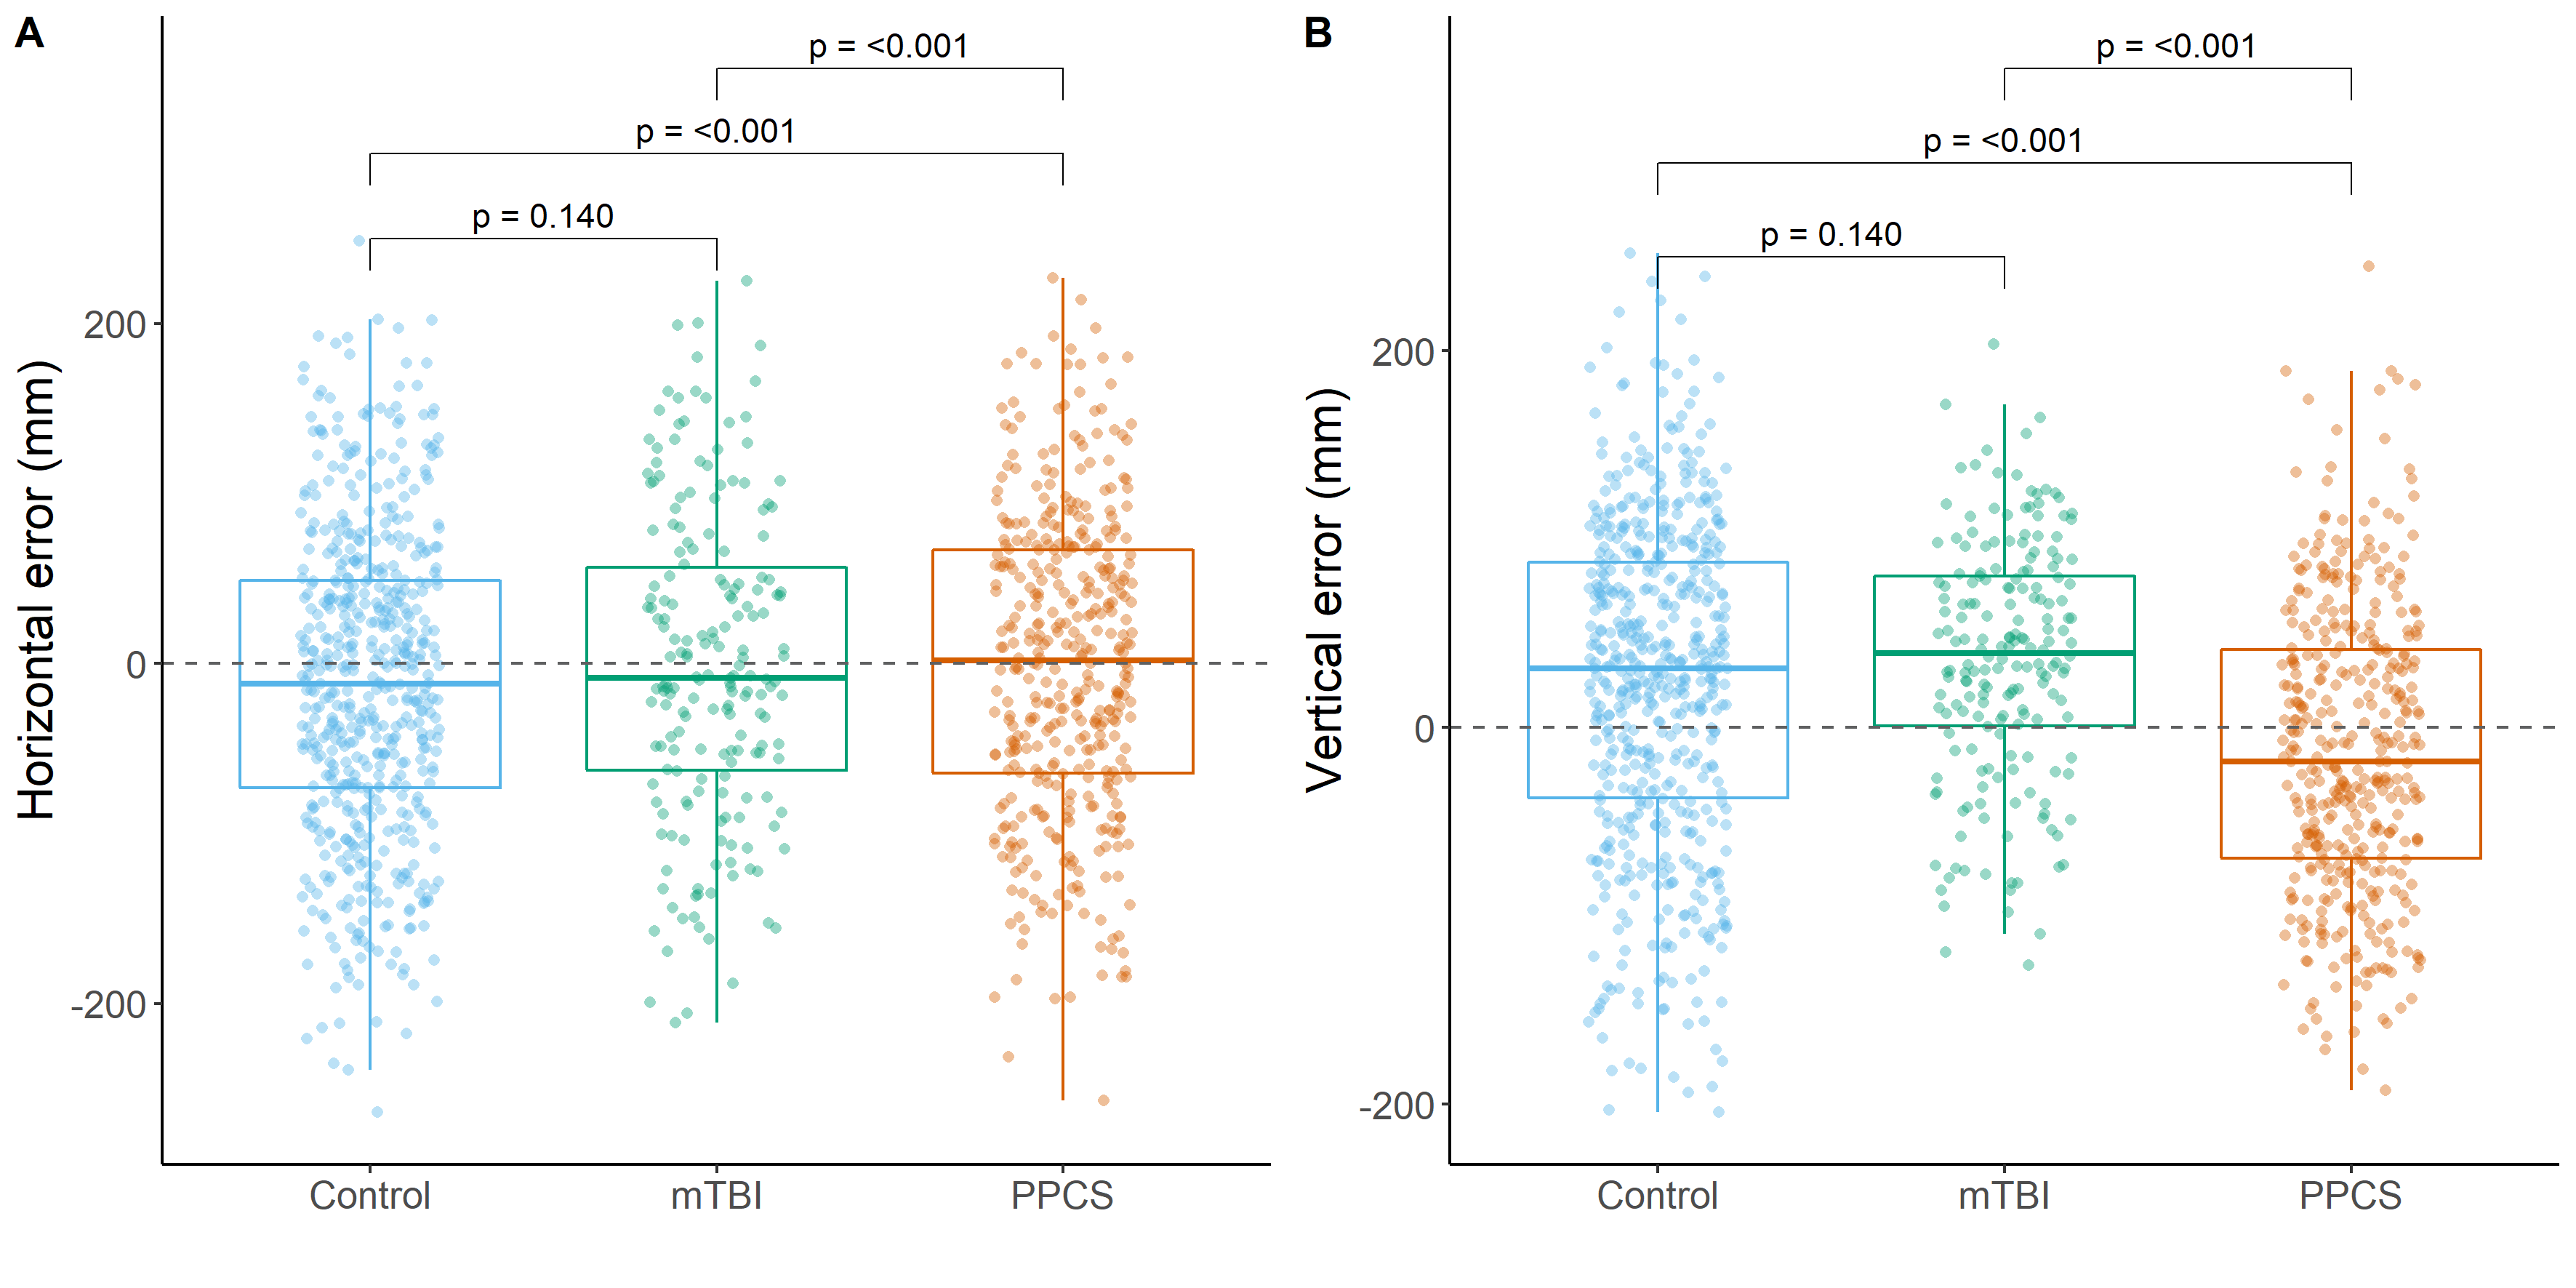 A
p = <0.001
p = <0.001
p = 0.140
Horizontal error (mm)
200
0
-200
Control
mTBI
PPCS
B
p = <0.001
p = <0.001
p = 0.140
Vertical error (mm)
200
0
-200
Control
mTBI
PPCS